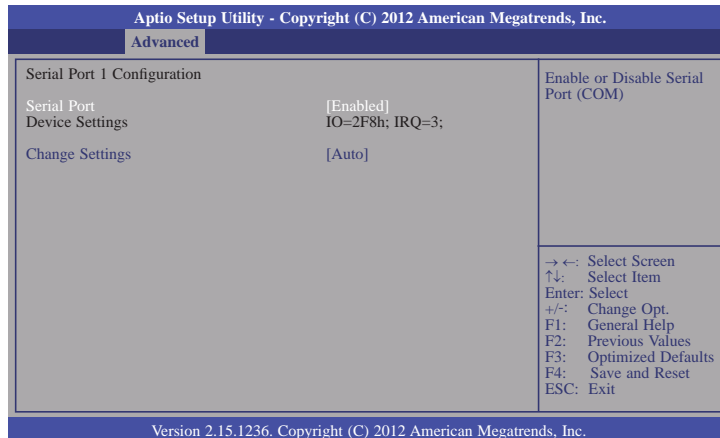 Aptio Setup Utility - Copyright (C) 2012 American Megatrends, Inc.
Advanced
Serial Port 1 Configuration
Serial Port [Enabled]
Device Settings IO=2F8h; IRQ=3;
Change Settings [Auto]
Enable or Disable Serial
Port (COM)
→ ←: Select Screen
↑↓: Select Item
Enter: Select
+/-: Change Opt.
F1: General Help
F2: Previous Values
F3: Optimized Defaults
F4: Save and Reset
ESC: Exit
Version 2.15.1236. Copyright (C) 2012 American Megatrends, Inc.